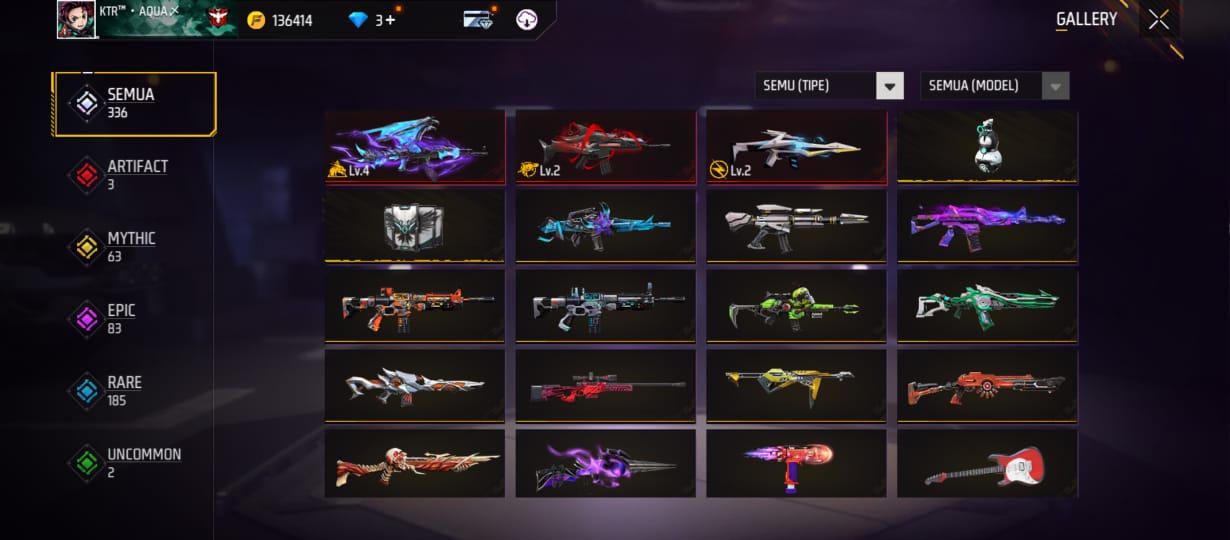 KTR™ • AQUA.✕
136414
3+
GALLERY
SEMUA
336
SEMU (TIPE)
SEMUA (MODEL)
ARTIFACT
3
MYTHIC
63
EPIC
83
RARE
185
UNCOMMON
2
Lv.4
Lv.2
Lv.2